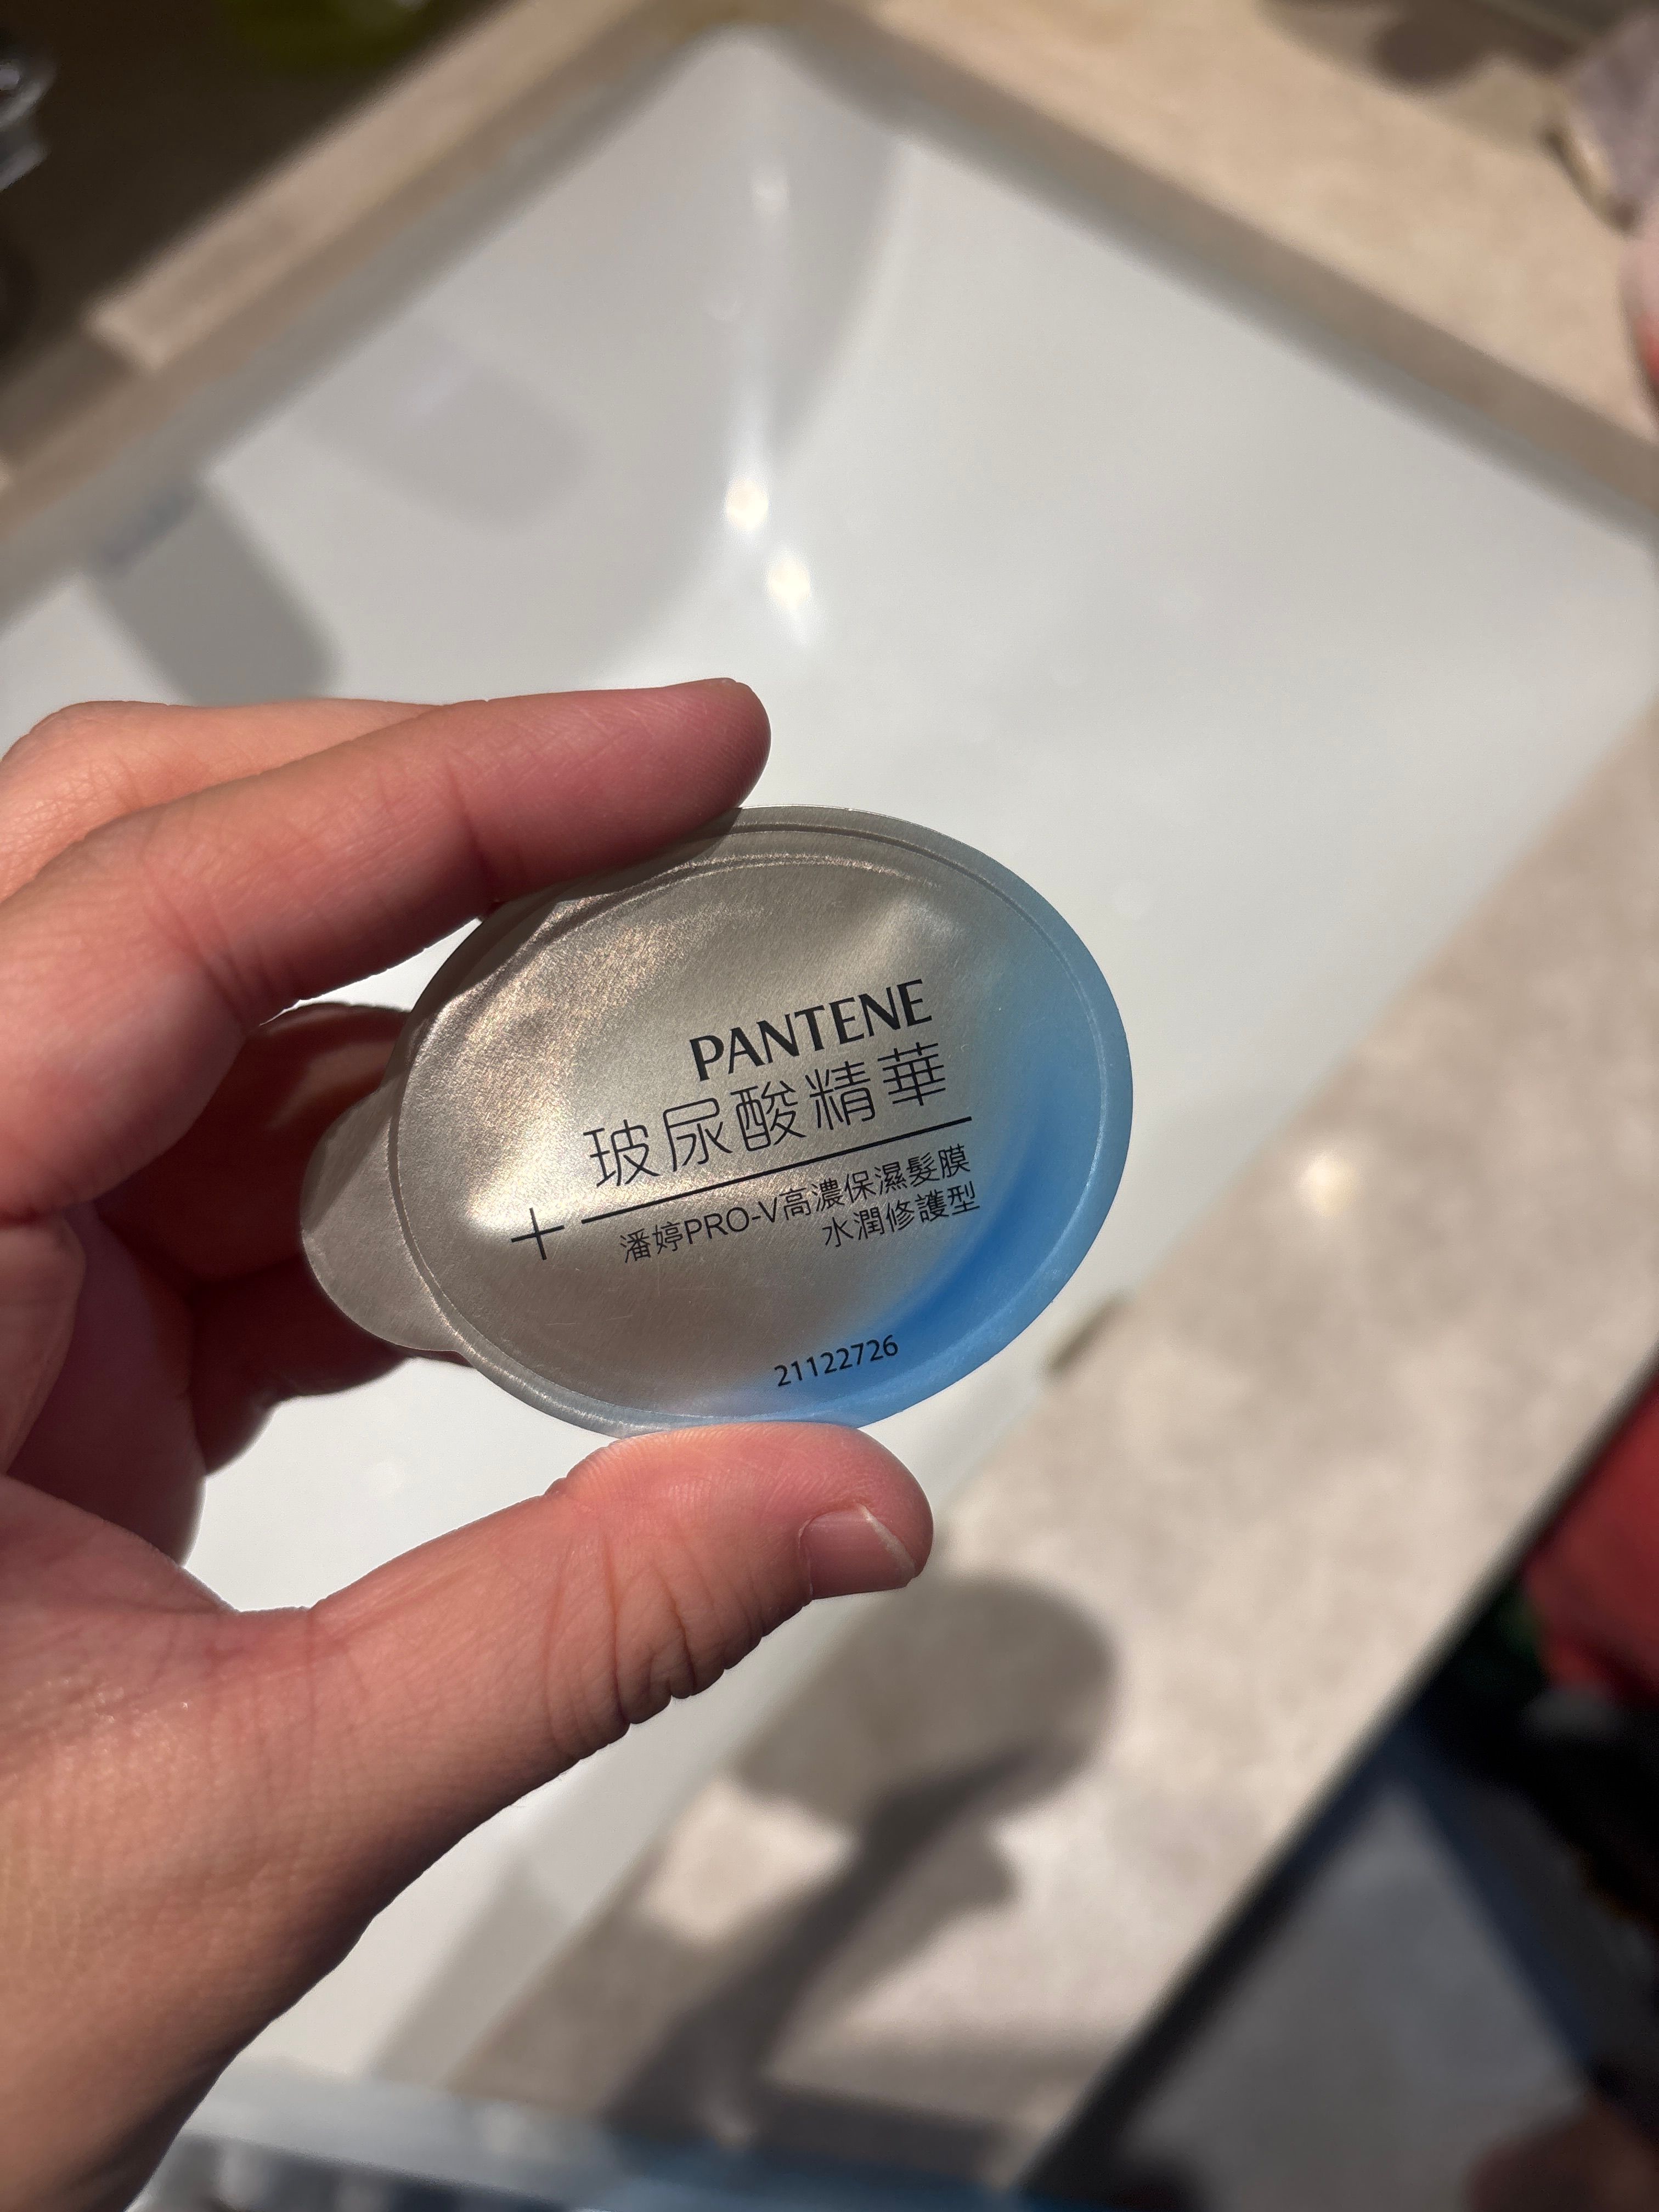 PANTENE
玻尿酸精華
+
潘婷PRO-V高濃保濕髮膜
水潤修護型
21122726